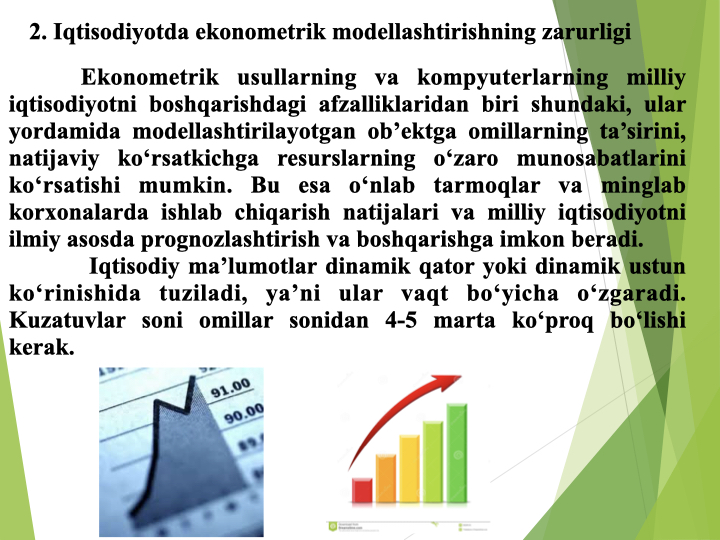 2. Iqtisodiyotda ekonometrik modellashtirishning zarurligi
Ekonometrik usullarning va kompyuterlarning milliy
iqtisodiyotni boshqarishdagi afzalliklaridan biri shundaki, ular
yordamida modellashtirilayotgan ob’ektga omillarning ta’sirini,
natijaviy ko‘rsatkichga resurslarning o‘zaro munosabatlarini
ko‘rsatishi mumkin. Bu esa o‘nlab tarmoqlar va minglab
korxonalarda ishlab chiqarish natijalari va milliy iqtisodiyotni
ilmiy asosda prognozlashtirish va boshqarishga imkon beradi.
Iqtisodiy ma’lumotlar dinamik qator yoki dinamik ustun
ko‘rinishida tuziladi, ya’ni ular vaqt bo‘yicha o‘zgaradi.
Kuzatuvlar soni omillar sonidan 4-5 marta ko‘proq bo‘lishi
kerak.
91.00
90.00